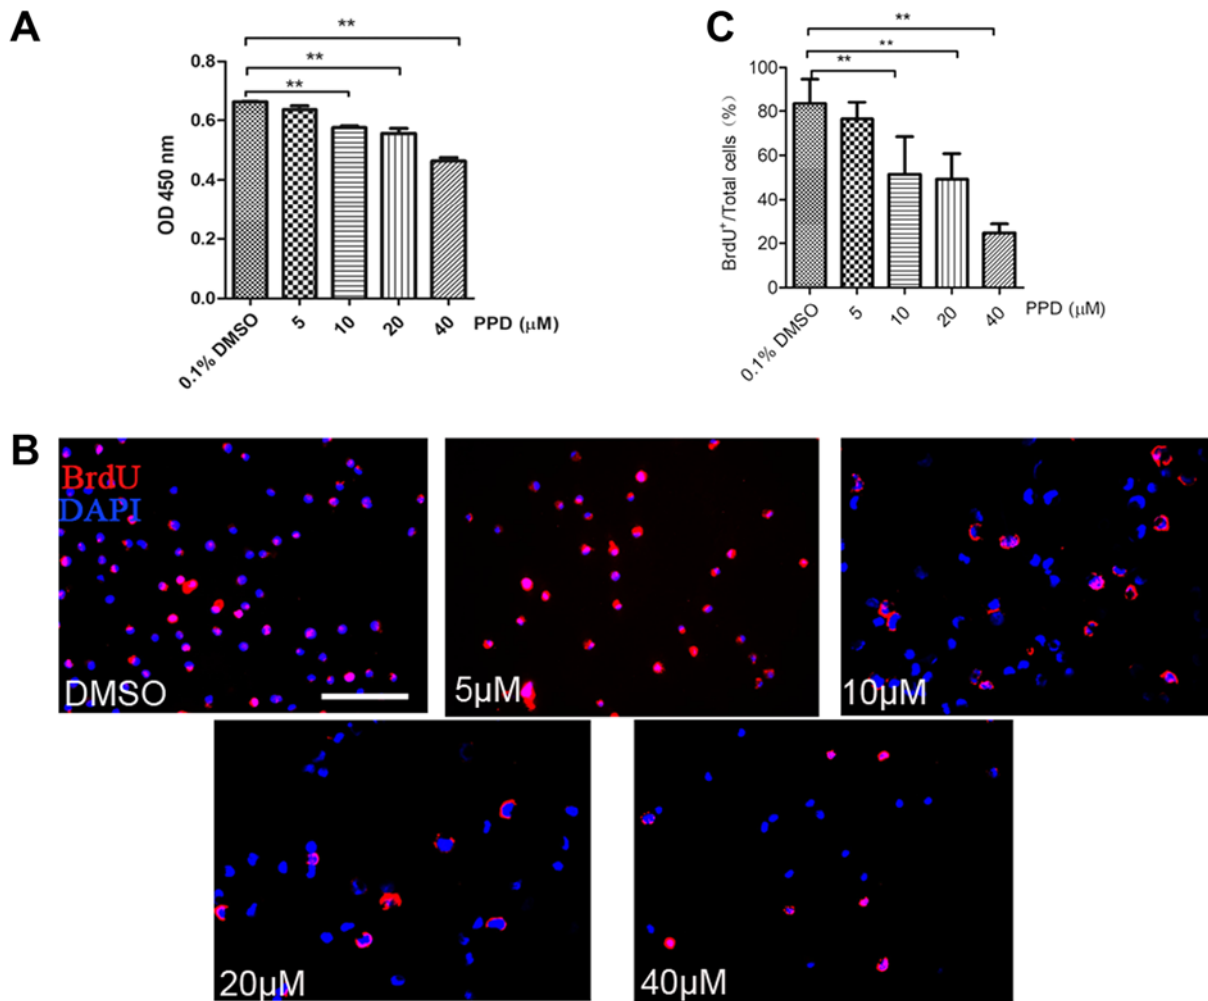 A
**
**
**
0.8
0.6
0.4
0.2
0.0
OD 450 nm
0.1% DMSO
5
10
20
40
PPD (μM)
C
**
**
**
100
80
60
40
20
0
BrdU⁺/Total cells (%)
0.1% DMSO
5
10
20
40
PPD (μM)
B
BrdU
DAPI
DMSO
5μM
10μM
20μM
40μM